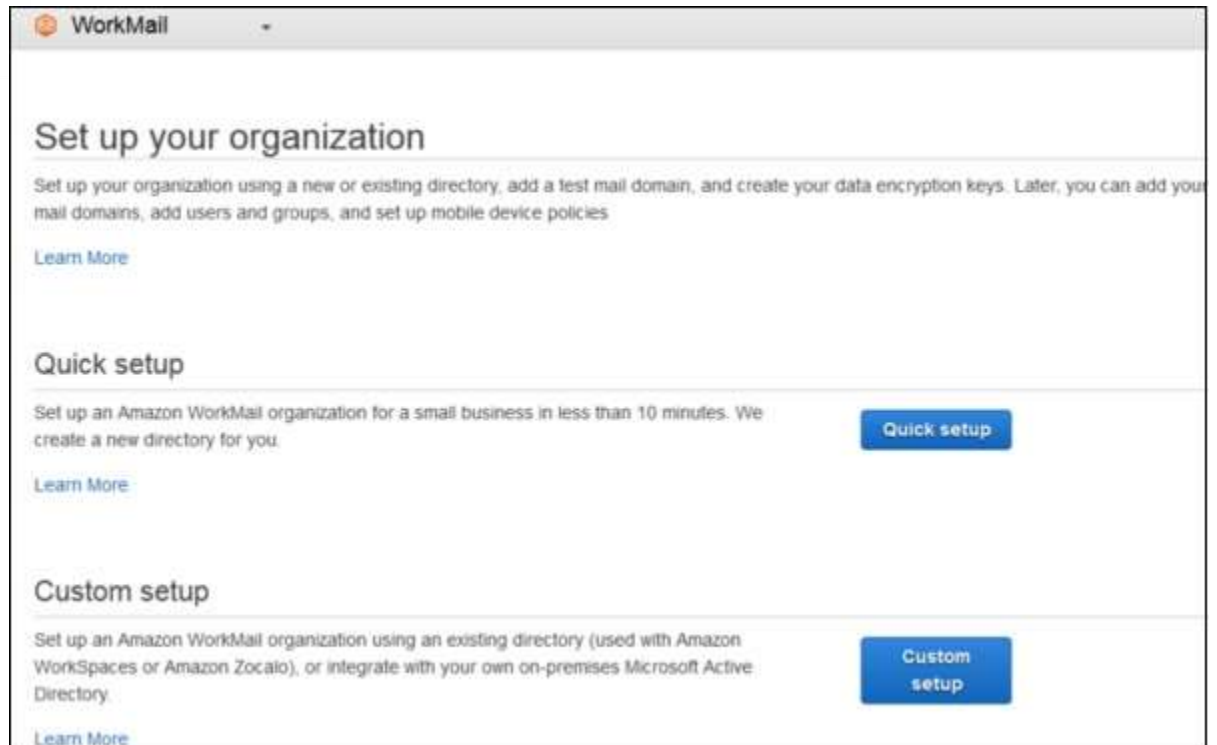 WorkMail
Set up your organization
Set up your organization using a new or existing directory, add a test mail domain, and create your data encryption keys. Later, you can add your
mail domains, add users and groups, and set up mobile device policies
Learn More
Quick setup
Set up an Amazon WorkMail organization for a small business in less than 10 minutes. We
create a new directory for you.
Quick setup
Learn More
Custom setup
Set up an Amazon WorkMail organization using an existing directory (used with Amazon
WorkSpaces or Amazon Zocalo), or integrate with your own on-premises Microsoft Active
Directory.
Custom
setup
Learn More